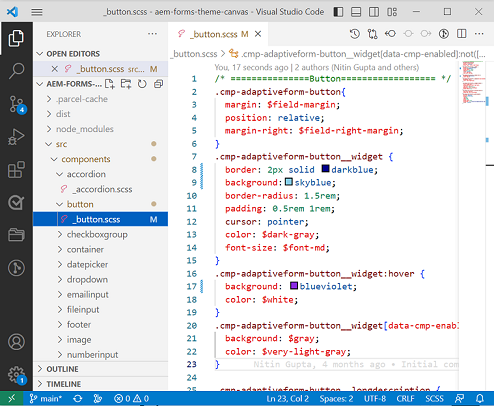 _button.scss - aem-forms-theme-canvas - Visual Studio Code
EXPLORER
OPEN EDITORS
_button.scss src... M
AEM-FORMS-...
.parcel-cache
dist
node_modules
src
components
accordion
_accordion.scss
button
_button.scss M
checkboxgroup
container
datepicker
dropdown
emailinput
fileinput
footer
image
numberinput
OUTLINE
TIMELINE
4
1
_button.scss M
_button.scss > .cmp-adaptiveform-button__widget(data-cmp-enabled):not([...
You, 17 seconds ago | 2 authors (Nitin Gupta and others)
1 /* ==============Button================== */
2 .cmp-adaptiveform-button{
3 margin: $field-margin;
4 position: relative;
5 margin-right: $field-right-margin;
6 }
7 .cmp-adaptiveform-button__widget {
8 border: 2px solid darkblue;
9 background: skyblue;
10 border-radius: 1.5rem;
11 padding: 0.5rem 1rem;
12 cursor: pointer;
13 color: $dark-gray;
14 font-size: $font-md;
15 }
16 .cmp-adaptiveform-button__widget:hover {
17 background: blueviolet;
18 color: $white;
19 }
20 .cmp-adaptiveform-button__widget[data-cmp-enab
21 background: $gray;
22 color: $very-light-gray;
23 }
Nitin Gupta, 4 months ago • Initial com
24
25 .cmp-adaptiveform-button__longdescription {
main* 0 0 Ln 23, Col 2 Spaces: 2 UTF-8 CRLF SCSS